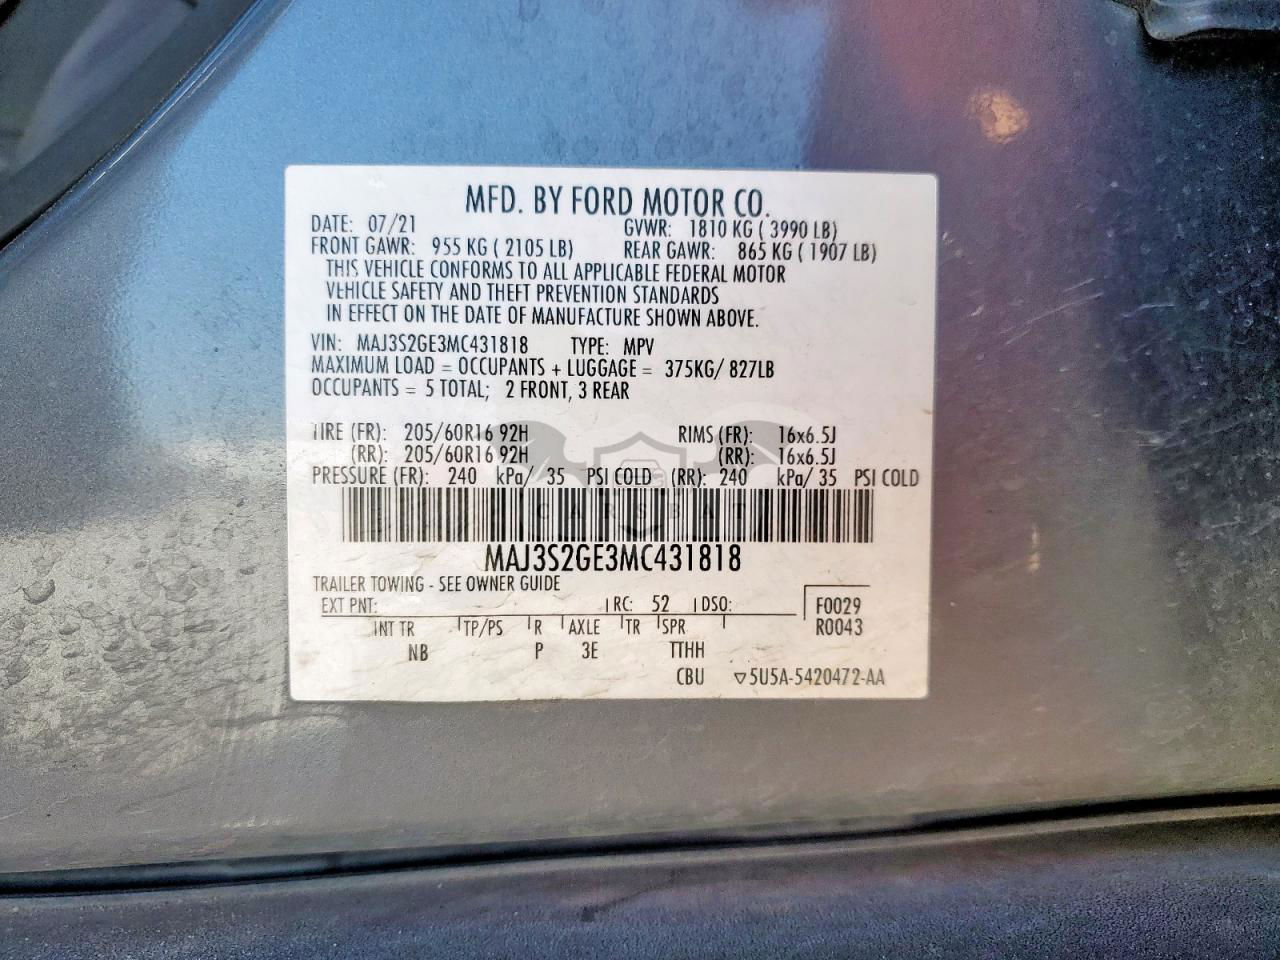 MFD. BY FORD MOTOR CO.
DATE: 07/21 GVWR: 1810 KG ( 3990 LB)
FRONT GAWR: 955 KG ( 2105 LB) REAR GAWR: 865 KG ( 1907 LB)
THIS VEHICLE CONFORMS TO ALL APPLICABLE FEDERAL MOTOR
VEHICLE SAFETY AND THEFT PREVENTION STANDARDS
IN EFFECT ON THE DATE OF MANUFACTURE SHOWN ABOVE.
VIN: MAJ3S2GE3MC431818 TYPE: MPV
MAXIMUM LOAD = OCCUPANTS + LUGGAGE = 375KG/ 827LB
OCCUPANTS = 5 TOTAL; 2 FRONT, 3 REAR
TIRE (FR): 205/60R16 92H RIMS (FR): 16x6.5J
(RR): 205/60R16 92H (RR): 16x6.5J
PRESSURE (FR): 240 kPa/ 35 PSI COLD (RR): 240 kPa/ 35 PSI COLD
CARSBAT
MAJ3S2GE3MC431818
TRAILER TOWING - SEE OWNER GUIDE
EXT PNT: RC: 52 DSO: F0029
INT TR TP/PS R AXLE TR SPR R0043
NB P 3E TTHH
CBU ▽5U5A-5420472-AA